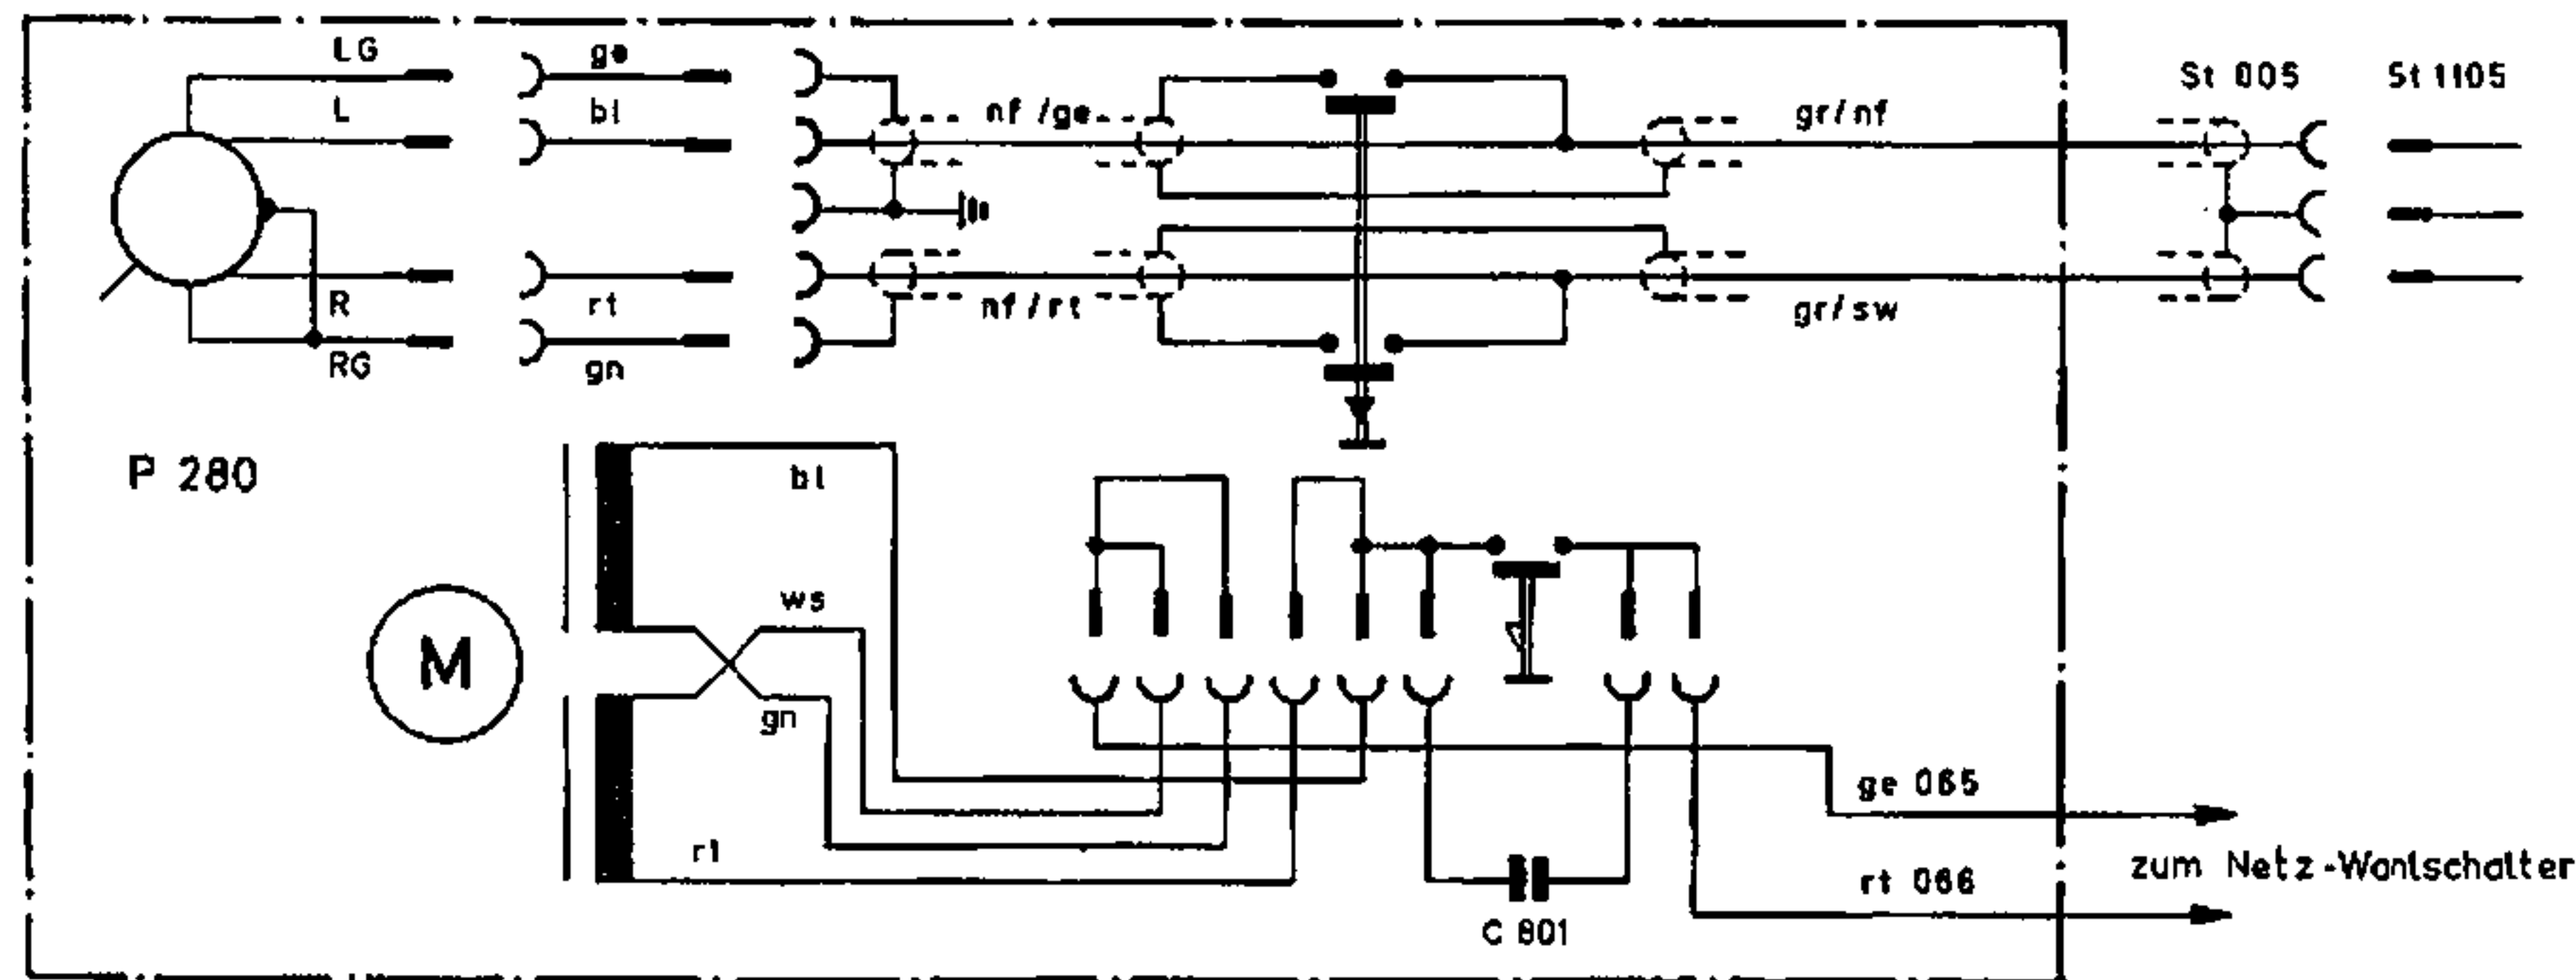 LG
ge
St 005
St 1105
L
bl
nf /ge
gr/nf
R
rt
nf/rt
gr/sw
RG
gn
P 280
bl
ws
M
gn
ge 065
rt
zum Netz-Wahlschalter
rt 066
C 801